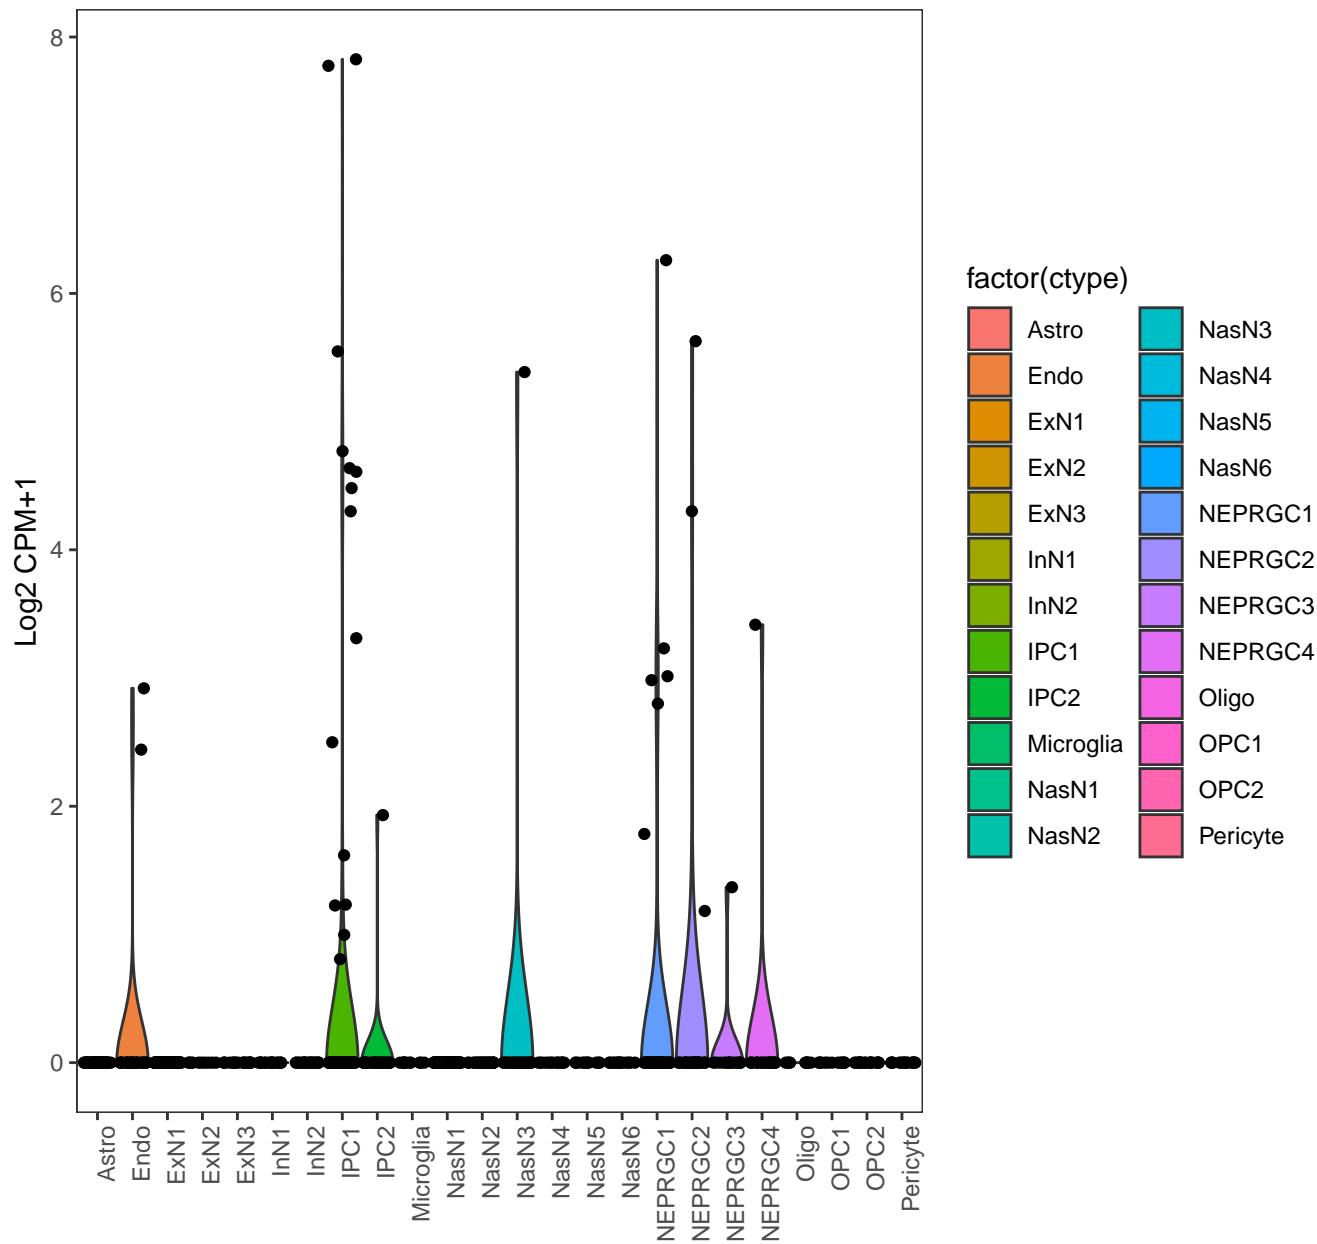 8
6
4
2
0
Log2 CPM+1
Astro
Endo
ExN1
ExN2
ExN3
InN1
InN2
IPC1
IPC2
Microglia
NasN1
NasN2
NasN3
NasN4
NasN5
NasN6
NEPRGC1
NEPRGC2
NEPRGC3
NEPRGC4
Oligo
OPC1
OPC2
Pericyte
factor(ctype)
Astro
Endo
ExN1
ExN2
ExN3
InN1
InN2
IPC1
IPC2
Microglia
NasN1
NasN2
NasN3
NasN4
NasN5
NasN6
NEPRGC1
NEPRGC2
NEPRGC3
NEPRGC4
Oligo
OPC1
OPC2
Pericyte